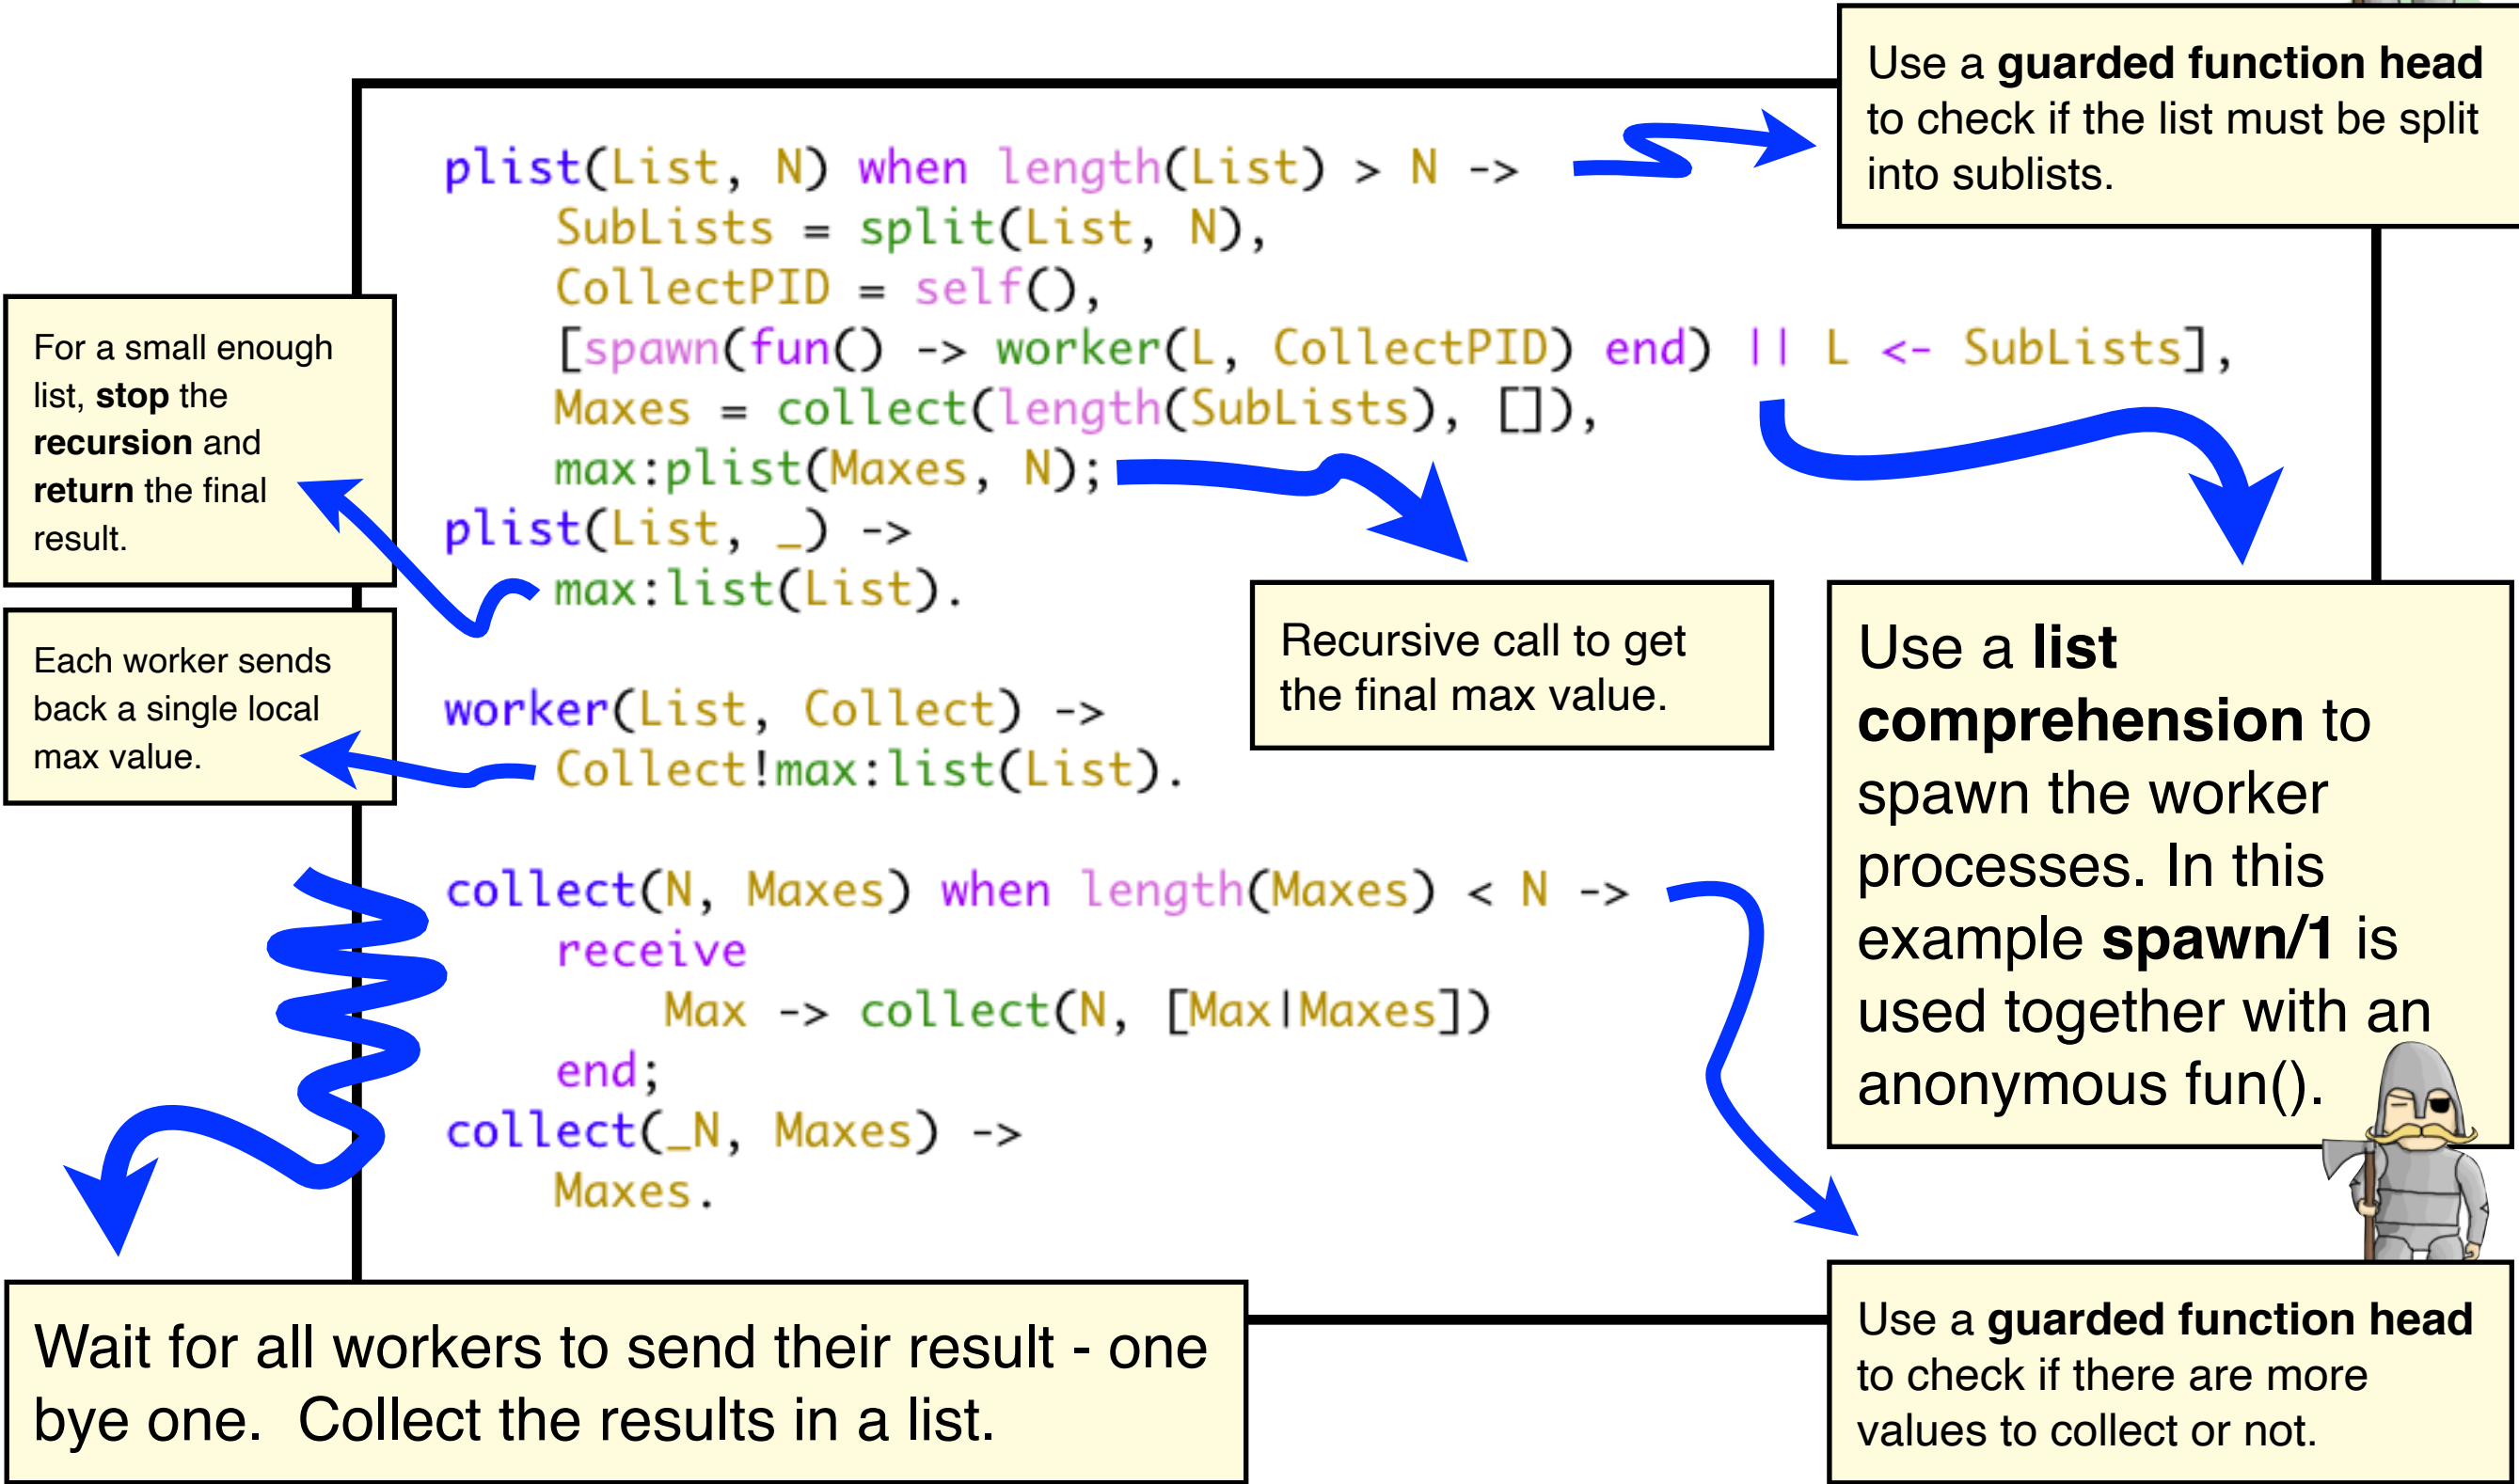 Use a guarded function head
to check if the list must be split
into sublists.
plist(List, N) when length(List) > N ->
    SubLists = split(List, N),
    CollectPID = self(),
    [spawn(fun() -> worker(L, CollectPID) end) || L <- SubLists],
    Maxes = collect(length(SubLists), []),
    max:plist(Maxes, N);
plist(List, _) ->
    max:list(List).
worker(List, Collect) ->
    Collect!max:list(List).
collect(N, Maxes) when length(Maxes) < N ->
    receive
        Max -> collect(N, [Max|Maxes])
    end;
collect(_N, Maxes) ->
    Maxes.
For a small enough
list, stop the
recursion and
return the final
result.
Each worker sends
back a single local
max value.
Recursive call to get
the final max value.
Use a list
comprehension to
spawn the worker
processes. In this
example spawn/1 is
used together with an
anonymous fun().
Wait for all workers to send their result - one
bye one.  Collect the results in a list.
Use a guarded function head
to check if there are more
values to collect or not.